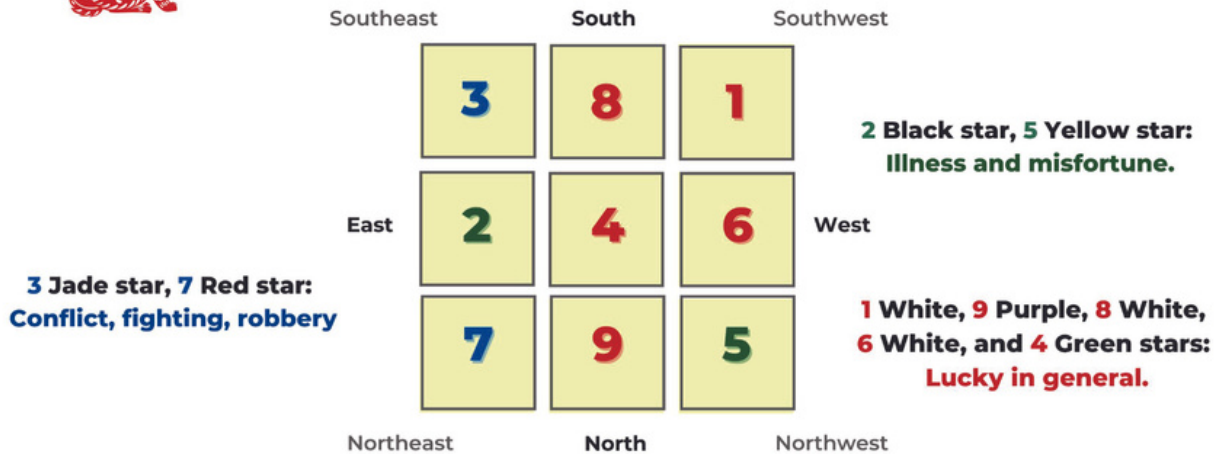 Southeast South Southwest
3 8 1
2 Black star, 5 Yellow star:
Illness and misfortune.
East 2 4 6 West
3 Jade star, 7 Red star:
Conflict, fighting, robbery
1 White, 9 Purple, 8 White,
6 White, and 4 Green stars:
Lucky in general.
7 9 5
Northeast North Northwest